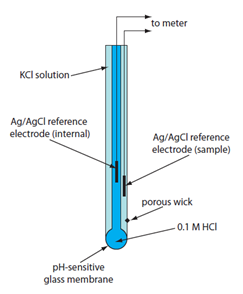 to meter
KCl solution
Ag/AgCl reference
electrode (internal)
Ag/AgCl reference
electrode (sample)
porous wick
0.1 M HCl
pH-sensitive
glass membrane